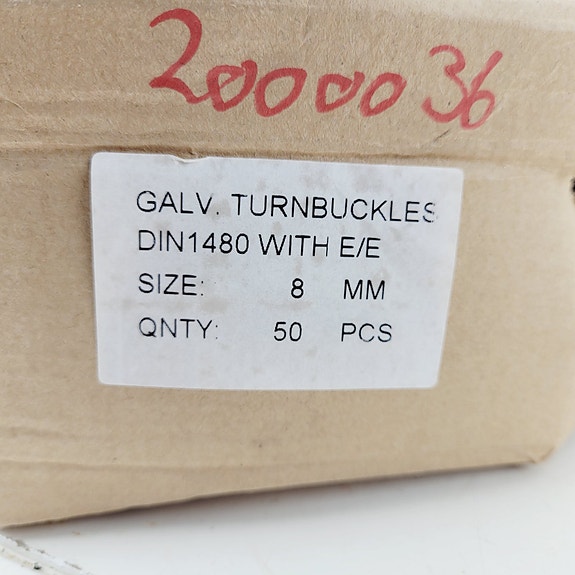 2000036
GALV. TURNBUCKLES
DIN1480 WITH E/E
SIZE: 8 MM
QNTY: 50 PCS